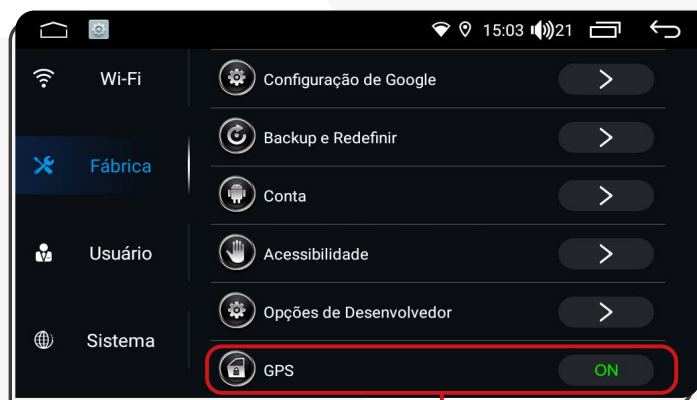 15:03 21
Wi-Fi
Fábrica
Usuário
Sistema
Configuração de Google
Backup e Redefinir
Conta
Acessibilidade
Opções de Desenvolvedor
GPS ON